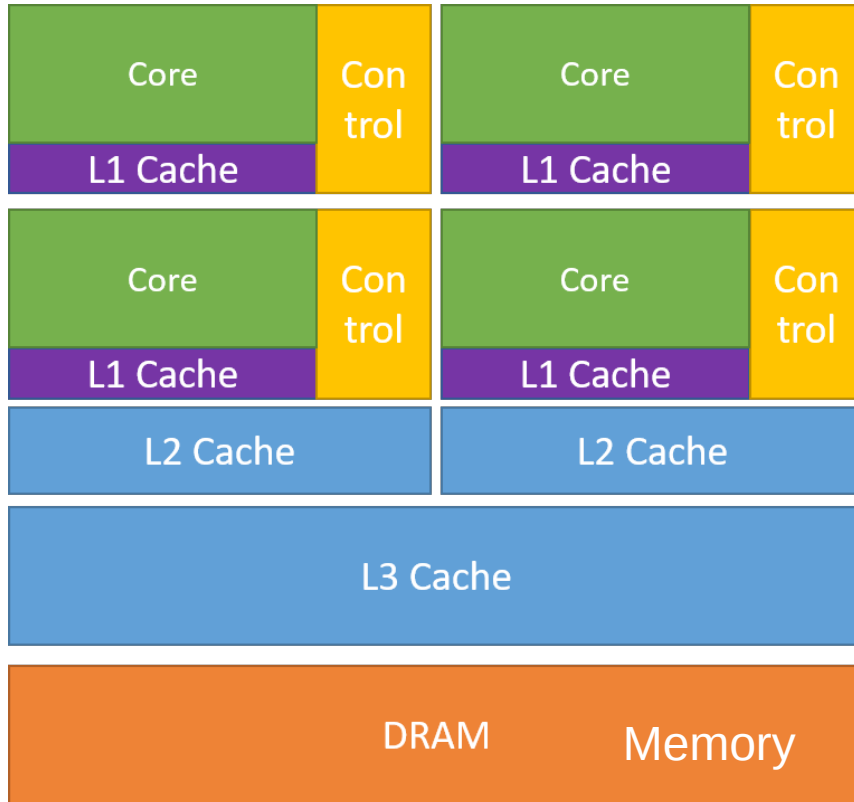 Core
Con
trol
L1 Cache
Core
Con
trol
L1 Cache
Core
Con
trol
L1 Cache
Core
Con
trol
L1 Cache
L2 Cache
L2 Cache
L3 Cache
DRAM Memory